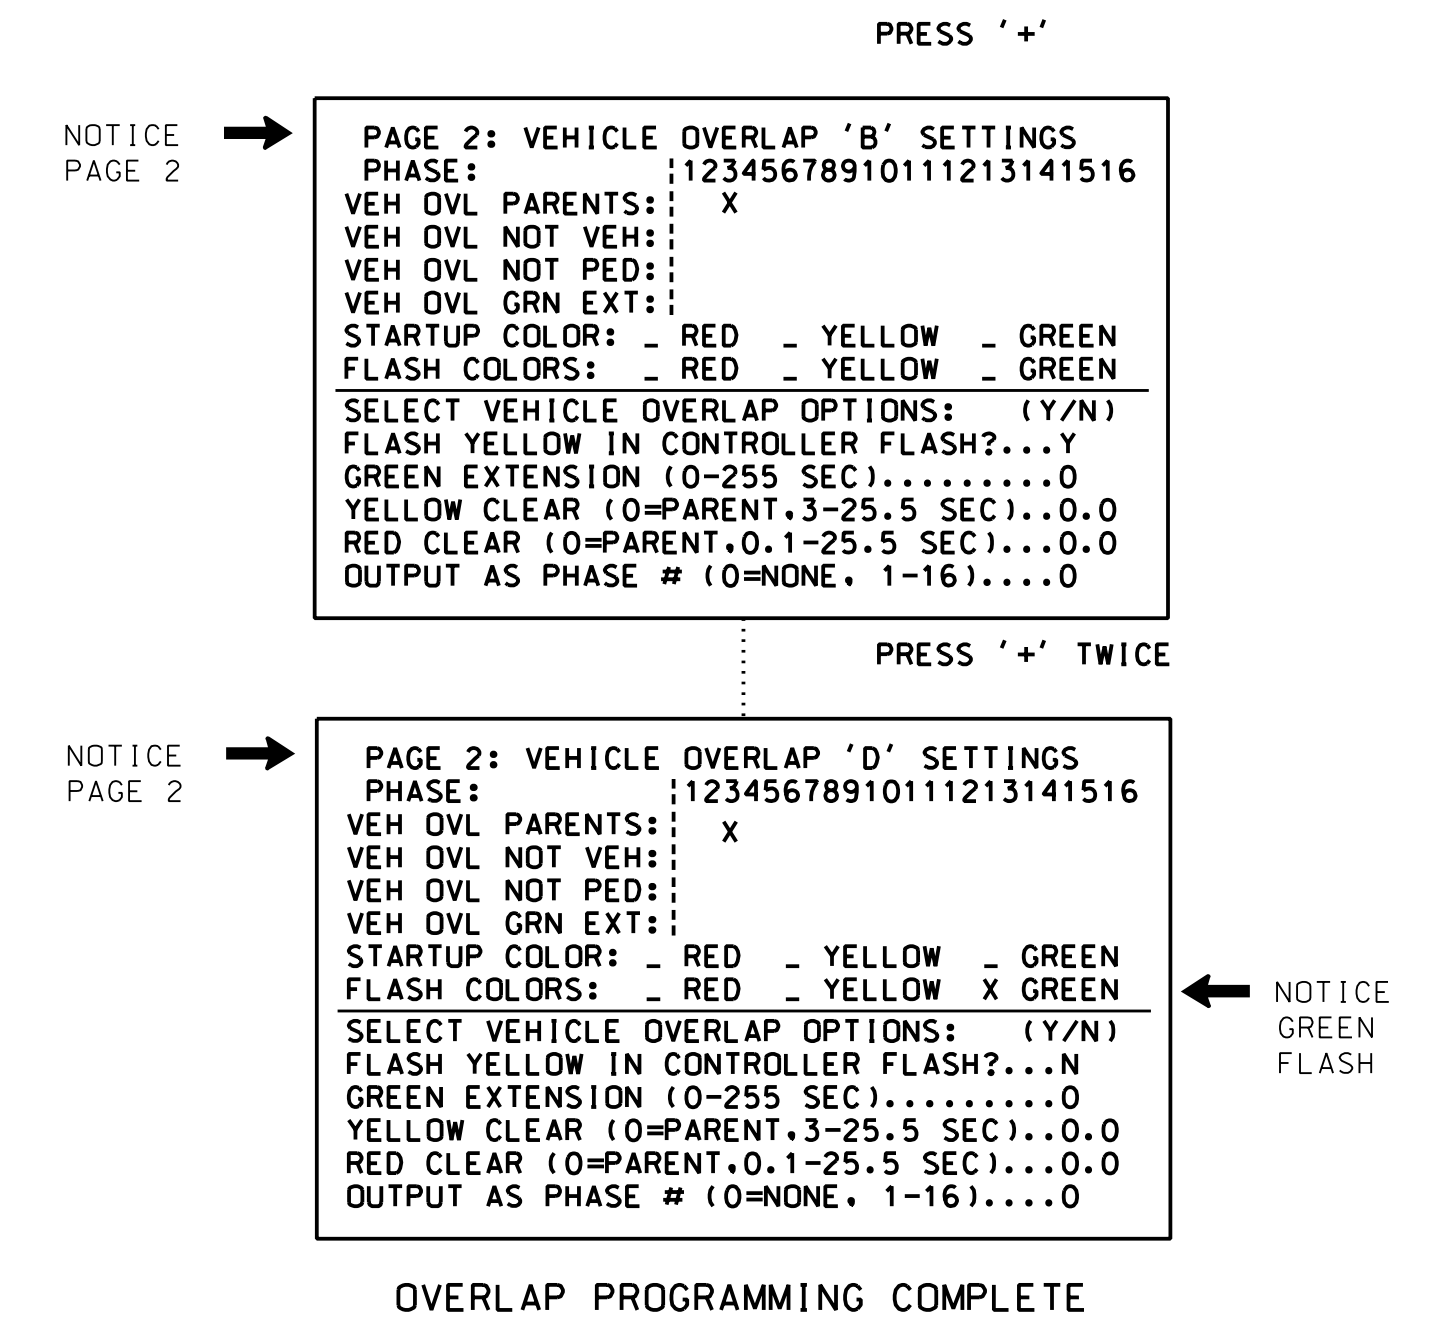 PRESS '+'
NOTICE
PAGE 2
PAGE 2: VEHICLE OVERLAP 'B' SETTINGS
PHASE: ¦12345678910111213141516
VEH OVL PARENTS:¦ X
VEH OVL NOT VEH:¦
VEH OVL NOT PED:¦
VEH OVL GRN EXT:¦
STARTUP COLOR: _ RED _ YELLOW _ GREEN
FLASH COLORS: _ RED _ YELLOW _ GREEN
SELECT VEHICLE OVERLAP OPTIONS: (Y/N)
FLASH YELLOW IN CONTROLLER FLASH?...Y
GREEN EXTENSION (0-255 SEC).........0
YELLOW CLEAR (0=PARENT,3-25.5 SEC)..0.0
RED CLEAR (0=PARENT,0.1-25.5 SEC)...0.0
OUTPUT AS PHASE # (0=NONE, 1-16)....0
PRESS '+' TWICE
NOTICE
PAGE 2
PAGE 2: VEHICLE OVERLAP 'D' SETTINGS
PHASE: ¦12345678910111213141516
VEH OVL PARENTS:¦ X
VEH OVL NOT VEH:¦
VEH OVL NOT PED:¦
VEH OVL GRN EXT:¦
STARTUP COLOR: _ RED _ YELLOW _ GREEN
FLASH COLORS: _ RED _ YELLOW X GREEN
NOTICE
GREEN
FLASH
SELECT VEHICLE OVERLAP OPTIONS: (Y/N)
FLASH YELLOW IN CONTROLLER FLASH?...N
GREEN EXTENSION (0-255 SEC).........0
YELLOW CLEAR (0=PARENT,3-25.5 SEC)..0.0
RED CLEAR (0=PARENT,0.1-25.5 SEC)...0.0
OUTPUT AS PHASE # (0=NONE, 1-16)....0
OVERLAP PROGRAMMING COMPLETE